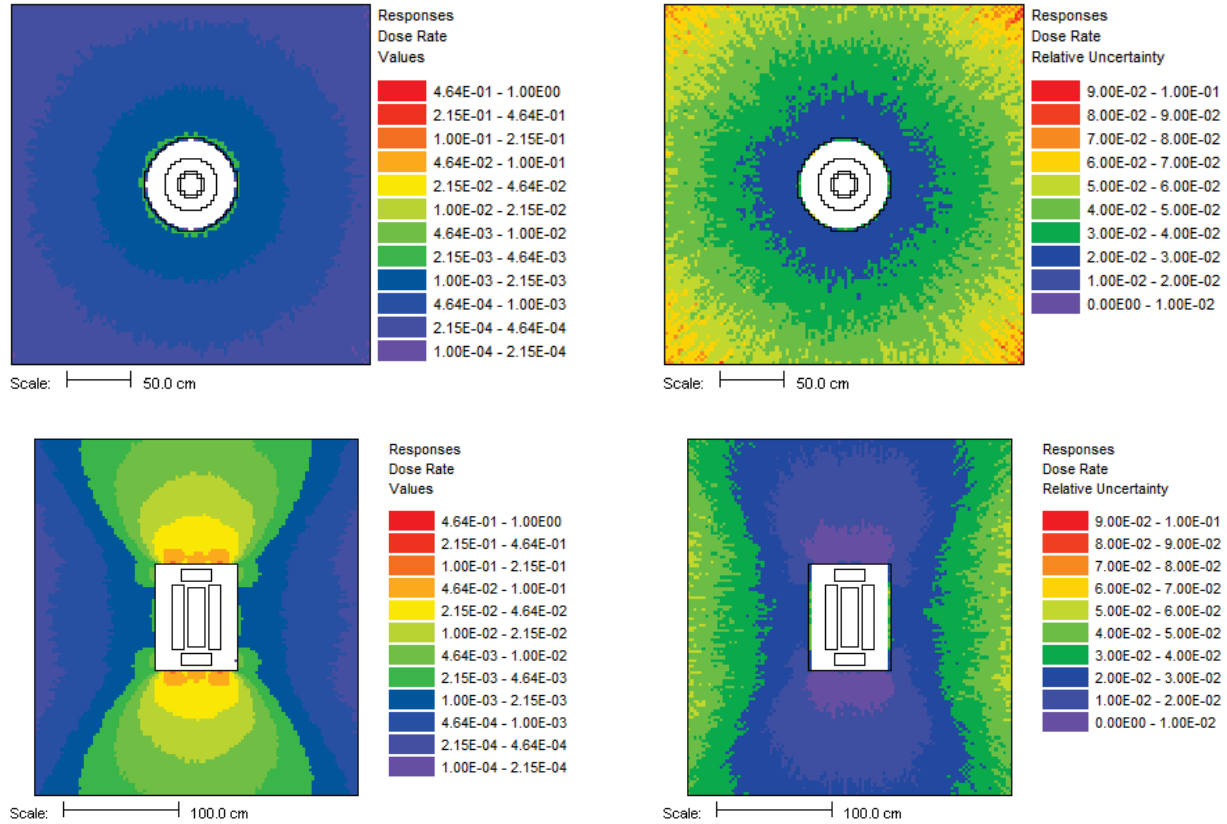 Responses
Dose Rate
Values
4.64E-01 - 1.00E00
2.15E-01 - 4.64E-01
1.00E-01 - 2.15E-01
4.64E-02 - 1.00E-01
2.15E-02 - 4.64E-02
1.00E-02 - 2.15E-02
4.64E-03 - 1.00E-02
2.15E-03 - 4.64E-03
1.00E-03 - 2.15E-03
4.64E-04 - 1.00E-03
2.15E-04 - 4.64E-04
1.00E-04 - 2.15E-04
Scale: 50.0 cm
Responses
Dose Rate
Relative Uncertainty
9.00E-02 - 1.00E-01
8.00E-02 - 9.00E-02
7.00E-02 - 8.00E-02
6.00E-02 - 7.00E-02
5.00E-02 - 6.00E-02
4.00E-02 - 5.00E-02
3.00E-02 - 4.00E-02
2.00E-02 - 3.00E-02
1.00E-02 - 2.00E-02
0.00E00 - 1.00E-02
Scale: 50.0 cm
Responses
Dose Rate
Values
4.64E-01 - 1.00E00
2.15E-01 - 4.64E-01
1.00E-01 - 2.15E-01
4.64E-02 - 1.00E-01
2.15E-02 - 4.64E-02
1.00E-02 - 2.15E-02
4.64E-03 - 1.00E-02
2.15E-03 - 4.64E-03
1.00E-03 - 2.15E-03
4.64E-04 - 1.00E-03
2.15E-04 - 4.64E-04
1.00E-04 - 2.15E-04
Scale: 100.0 cm
Responses
Dose Rate
Relative Uncertainty
9.00E-02 - 1.00E-01
8.00E-02 - 9.00E-02
7.00E-02 - 8.00E-02
6.00E-02 - 7.00E-02
5.00E-02 - 6.00E-02
4.00E-02 - 5.00E-02
3.00E-02 - 4.00E-02
2.00E-02 - 3.00E-02
1.00E-02 - 2.00E-02
0.00E00 - 1.00E-02
Scale: 100.0 cm